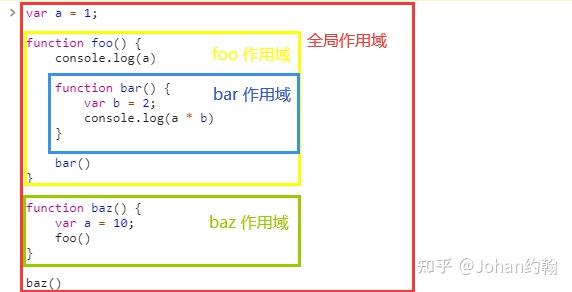 var a = 1;
全局作用域
function foo() {
foo 作用域
console.log(a)
function bar() {
bar 作用域
var b = 2;
console.log(a * b)
}
bar()
}
function baz() {
baz 作用域
var a = 10;
foo()
}
baz()
知乎 @Johan约翰